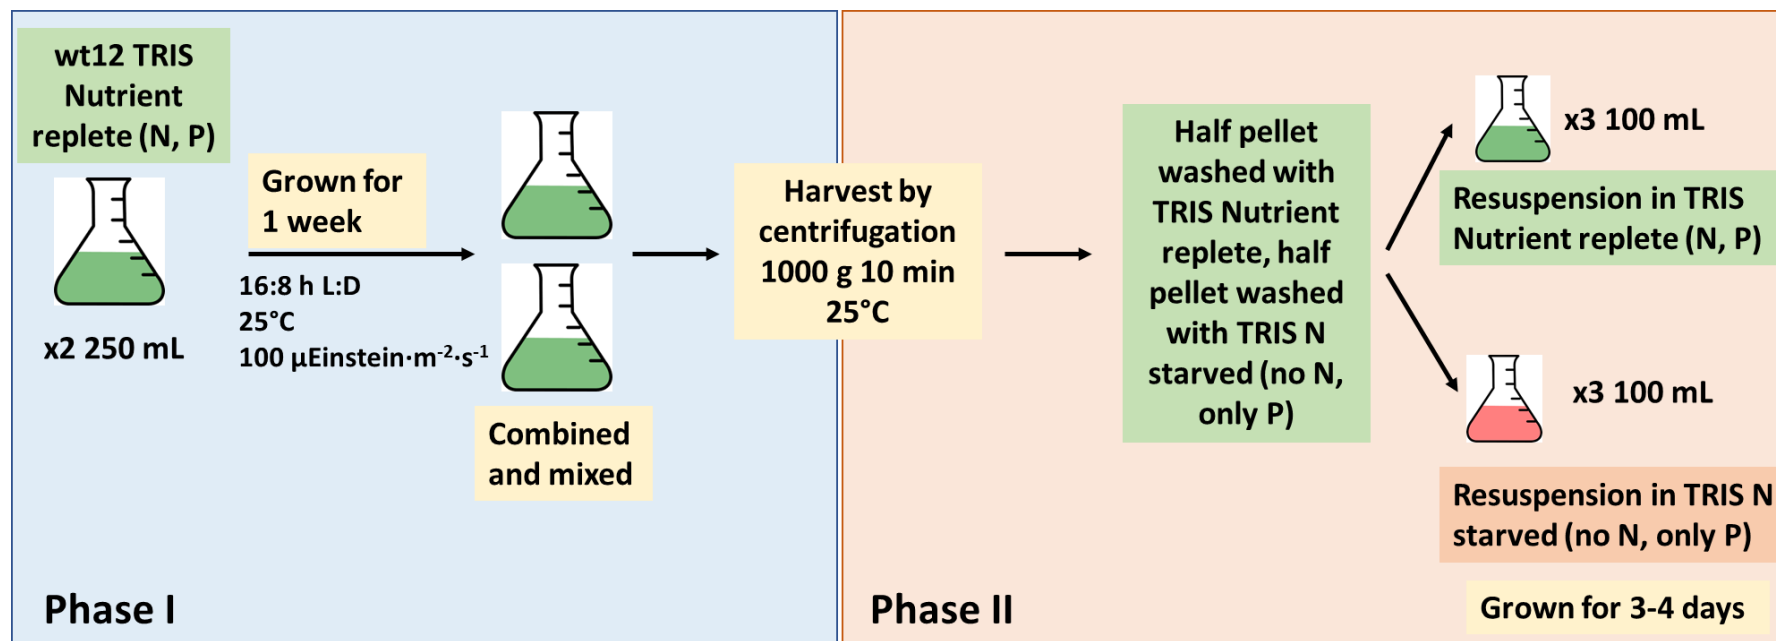 wt12 TRIS
Nutrient
replete (N, P)
x2 250 mL
Grown for
1 week
16:8 h L:D
25°C
100 µEinstein·m⁻²·s⁻¹
Combined
and mixed
Phase I
Harvest by
centrifugation
1000 g 10 min
25°C
Half pellet
washed with
TRIS Nutrient
replete, half
pellet washed
with TRIS N
starved (no N,
only P)
x3 100 mL
Resuspension in TRIS
Nutrient replete (N, P)
x3 100 mL
Resuspension in TRIS N
starved (no N, only P)
Grown for 3-4 days
Phase II